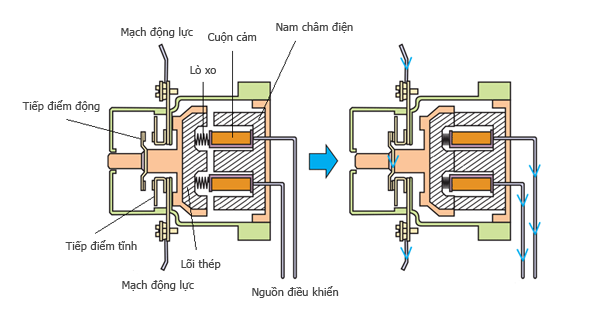 Nam châm điện
Mạch động lực
Cuộn cảm
Lò xo
Tiếp điểm động
Tiếp điểm tĩnh
Lõi thép
Mạch động lực
Nguồn điều khiển